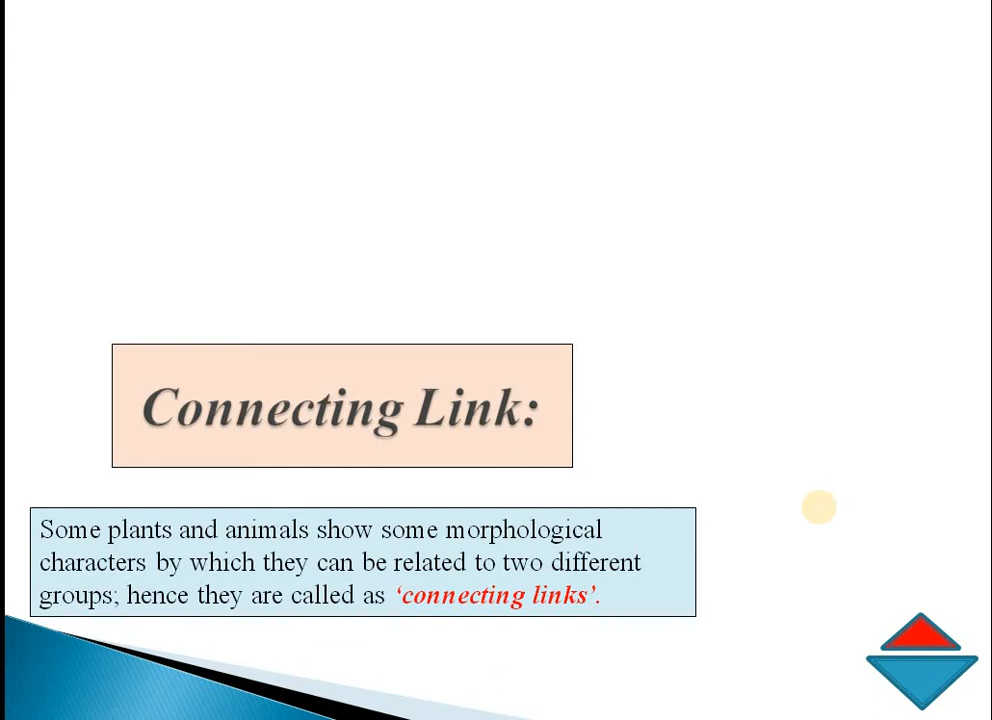 Connecting Link:
Some plants and animals show some morphological
characters by which they can be related to two different
groups; hence they are called as ‘connecting links’.